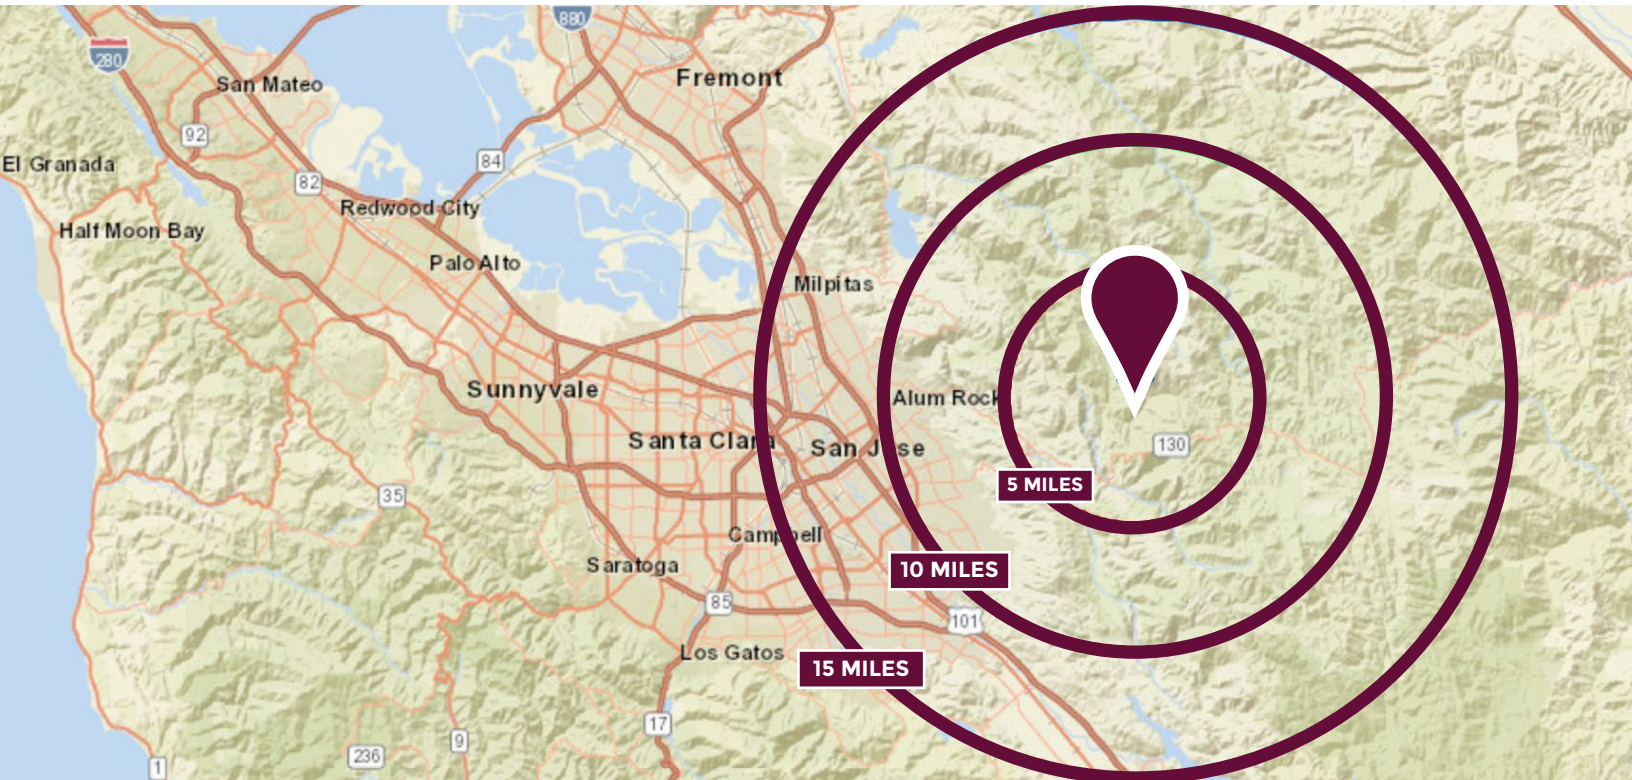 880
280
San Mateo
Fremont
92
El Granada
84
82
Redwood City
Half Moon Bay
Palo Alto
Milpitas
Sunnyvale
Alum Rock
Santa Clara
San Jose
130
5 MILES
35
Campbell
Saratoga
10 MILES
85
101
Los Gatos
15 MILES
17
9
236
1